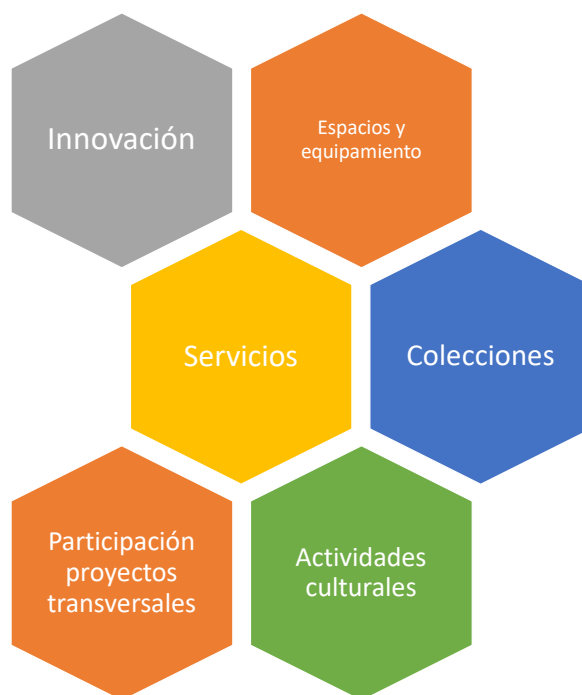 Innovación
Espacios y
equipamiento
Servicios
Colecciones
Participación
proyectos
transversales
Actividades
culturales